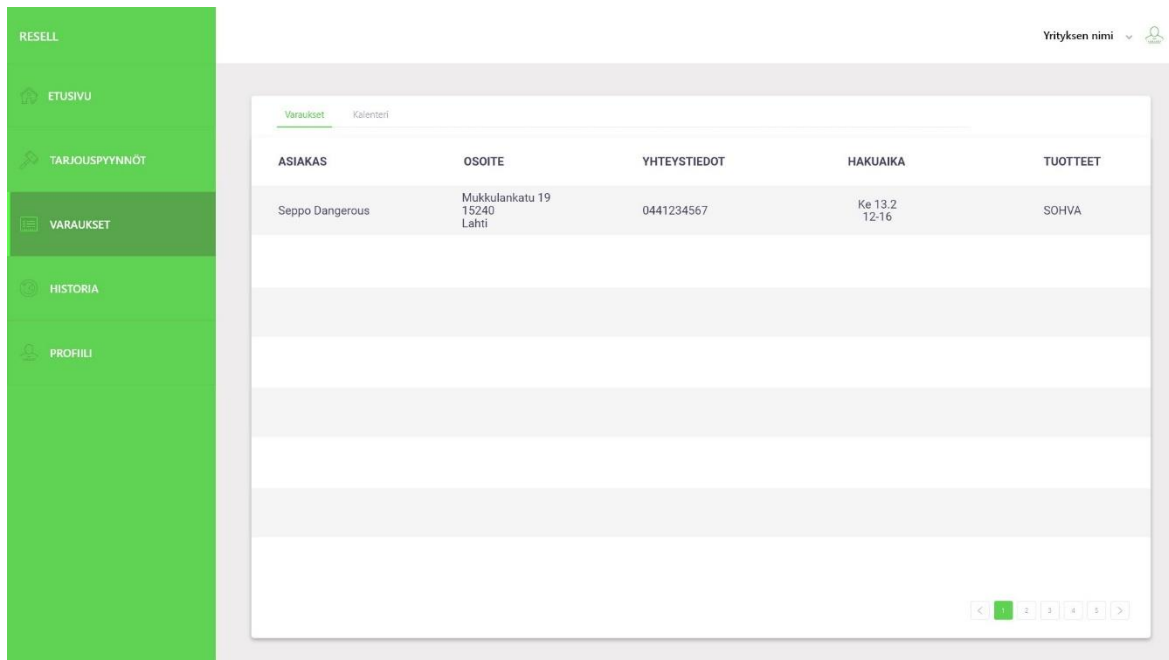 RESELL
Yrityksen nimi
ETUSIVU
TARJOUSPYYNNÖT
VARAUKSET
HISTORIA
PROFIILI
Varaukset Kalenteri
ASIAKAS OSOITE YHTEYSTIEDOT HAKUAIKA TUOTTEET
Seppo Dangerous
Mukkulankatu 19
15240
Lahti
0441234567
Ke 13.2
12-16
SOHVA
< 1 2 3 4 5 >